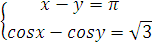 x − y = π
cosx − cosy = √3